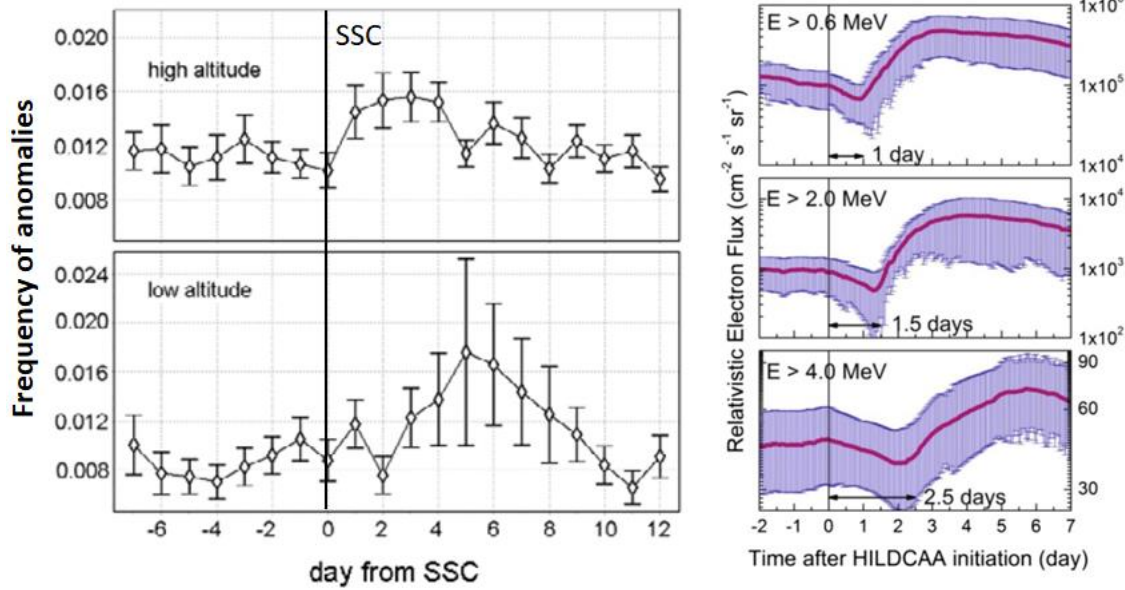 SSC
0.020
high altitude
0.016
0.012
0.008
Frequency of anomalies
0.024
low altitude
0.020
0.016
0.012
0.008
-6 -4 -2 0 2 4 6 8 10 12
day from SSC
E > 0.6 MeV
1x10⁵
1x10⁴
1 day
Relativistic Electron Flux (cm⁻² s⁻¹ sr⁻¹)
E > 2.0 MeV
1x10⁴
1x10³
1x10²
1.5 days
E > 4.0 MeV
90
60
30
2.5 days
-2 -1 0 1 2 3 4 5 6 7
Time after HILDCAA initiation (day)